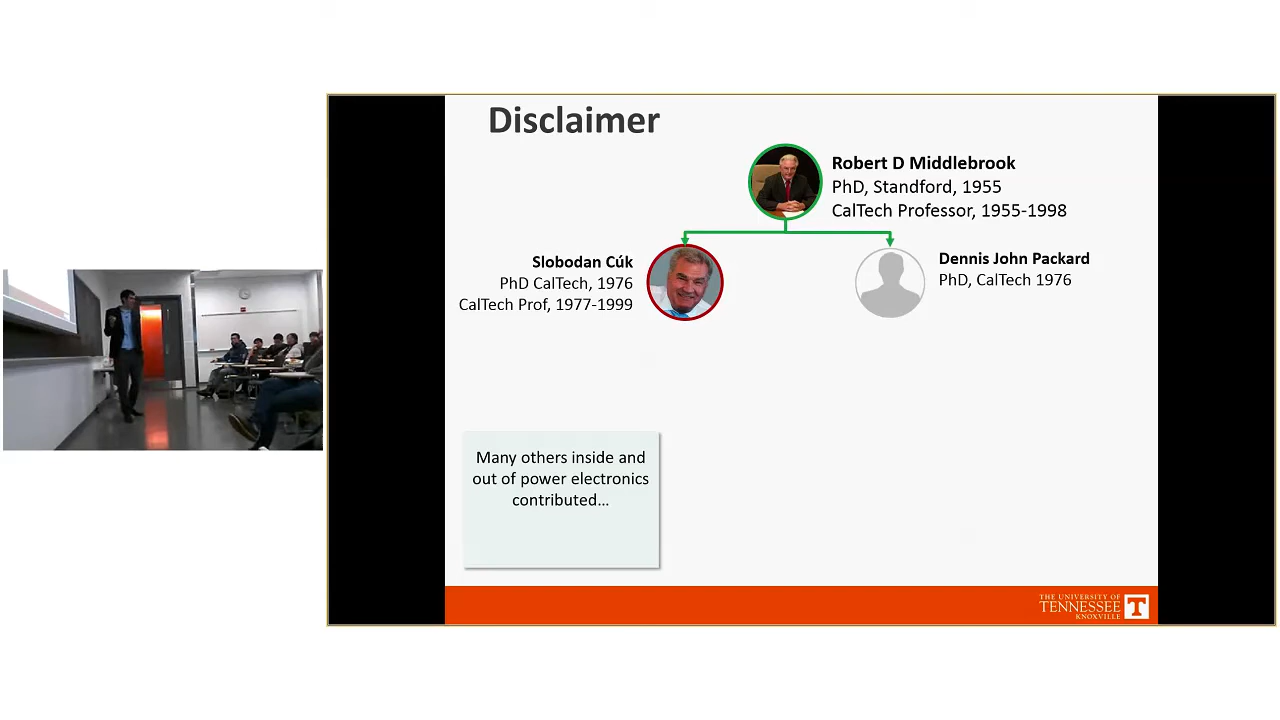 Disclaimer
Robert D Middlebrook
PhD, Standford, 1955
CalTech Professor, 1955-1998
Slobodan Cúk
PhD CalTech, 1976
CalTech Prof, 1977-1999
Dennis John Packard
PhD, CalTech 1976
Many others inside and
out of power electronics
contributed…
THE UNIVERSITY OF
TENNESSEE
KNOXVILLE
T